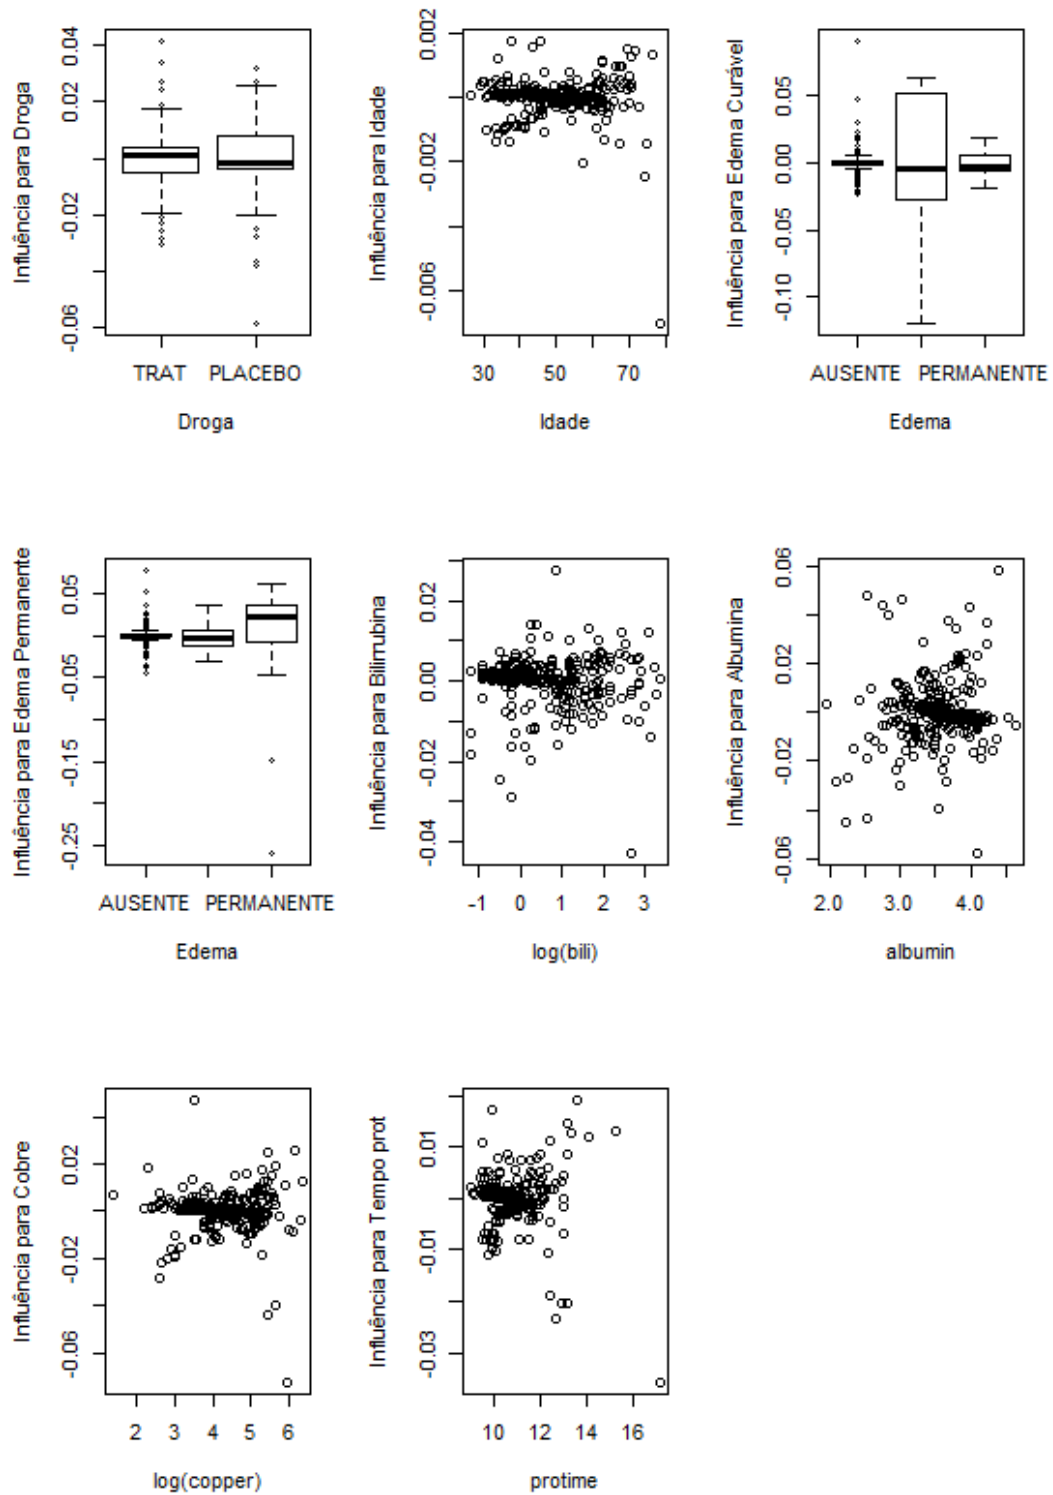 Influência para Droga
0.04
0.02
-0.02
-0.06
TRAT PLACEBO
Droga
Influência para Idade
0.002
-0.002
-0.006
30 50 70
Idade
Influência para Edema Curável
0.05
0.00
-0.05
-0.10
AUSENTE PERMANENTE
Edema
Influência para Edema Permanente
0.05
-0.05
-0.15
-0.25
AUSENTE PERMANENTE
Edema
Influência para Bilirrubina
0.02
0.00
-0.02
-0.04
-1 0 1 2 3
log(bili)
Influência para Albumina
0.06
0.02
-0.02
-0.06
2.0 3.0 4.0
albumin
Influência para Cobre
0.02
-0.02
-0.06
2 3 4 5 6
log(copper)
Influência para Tempo prot
0.01
-0.01
-0.03
10 12 14 16
protime